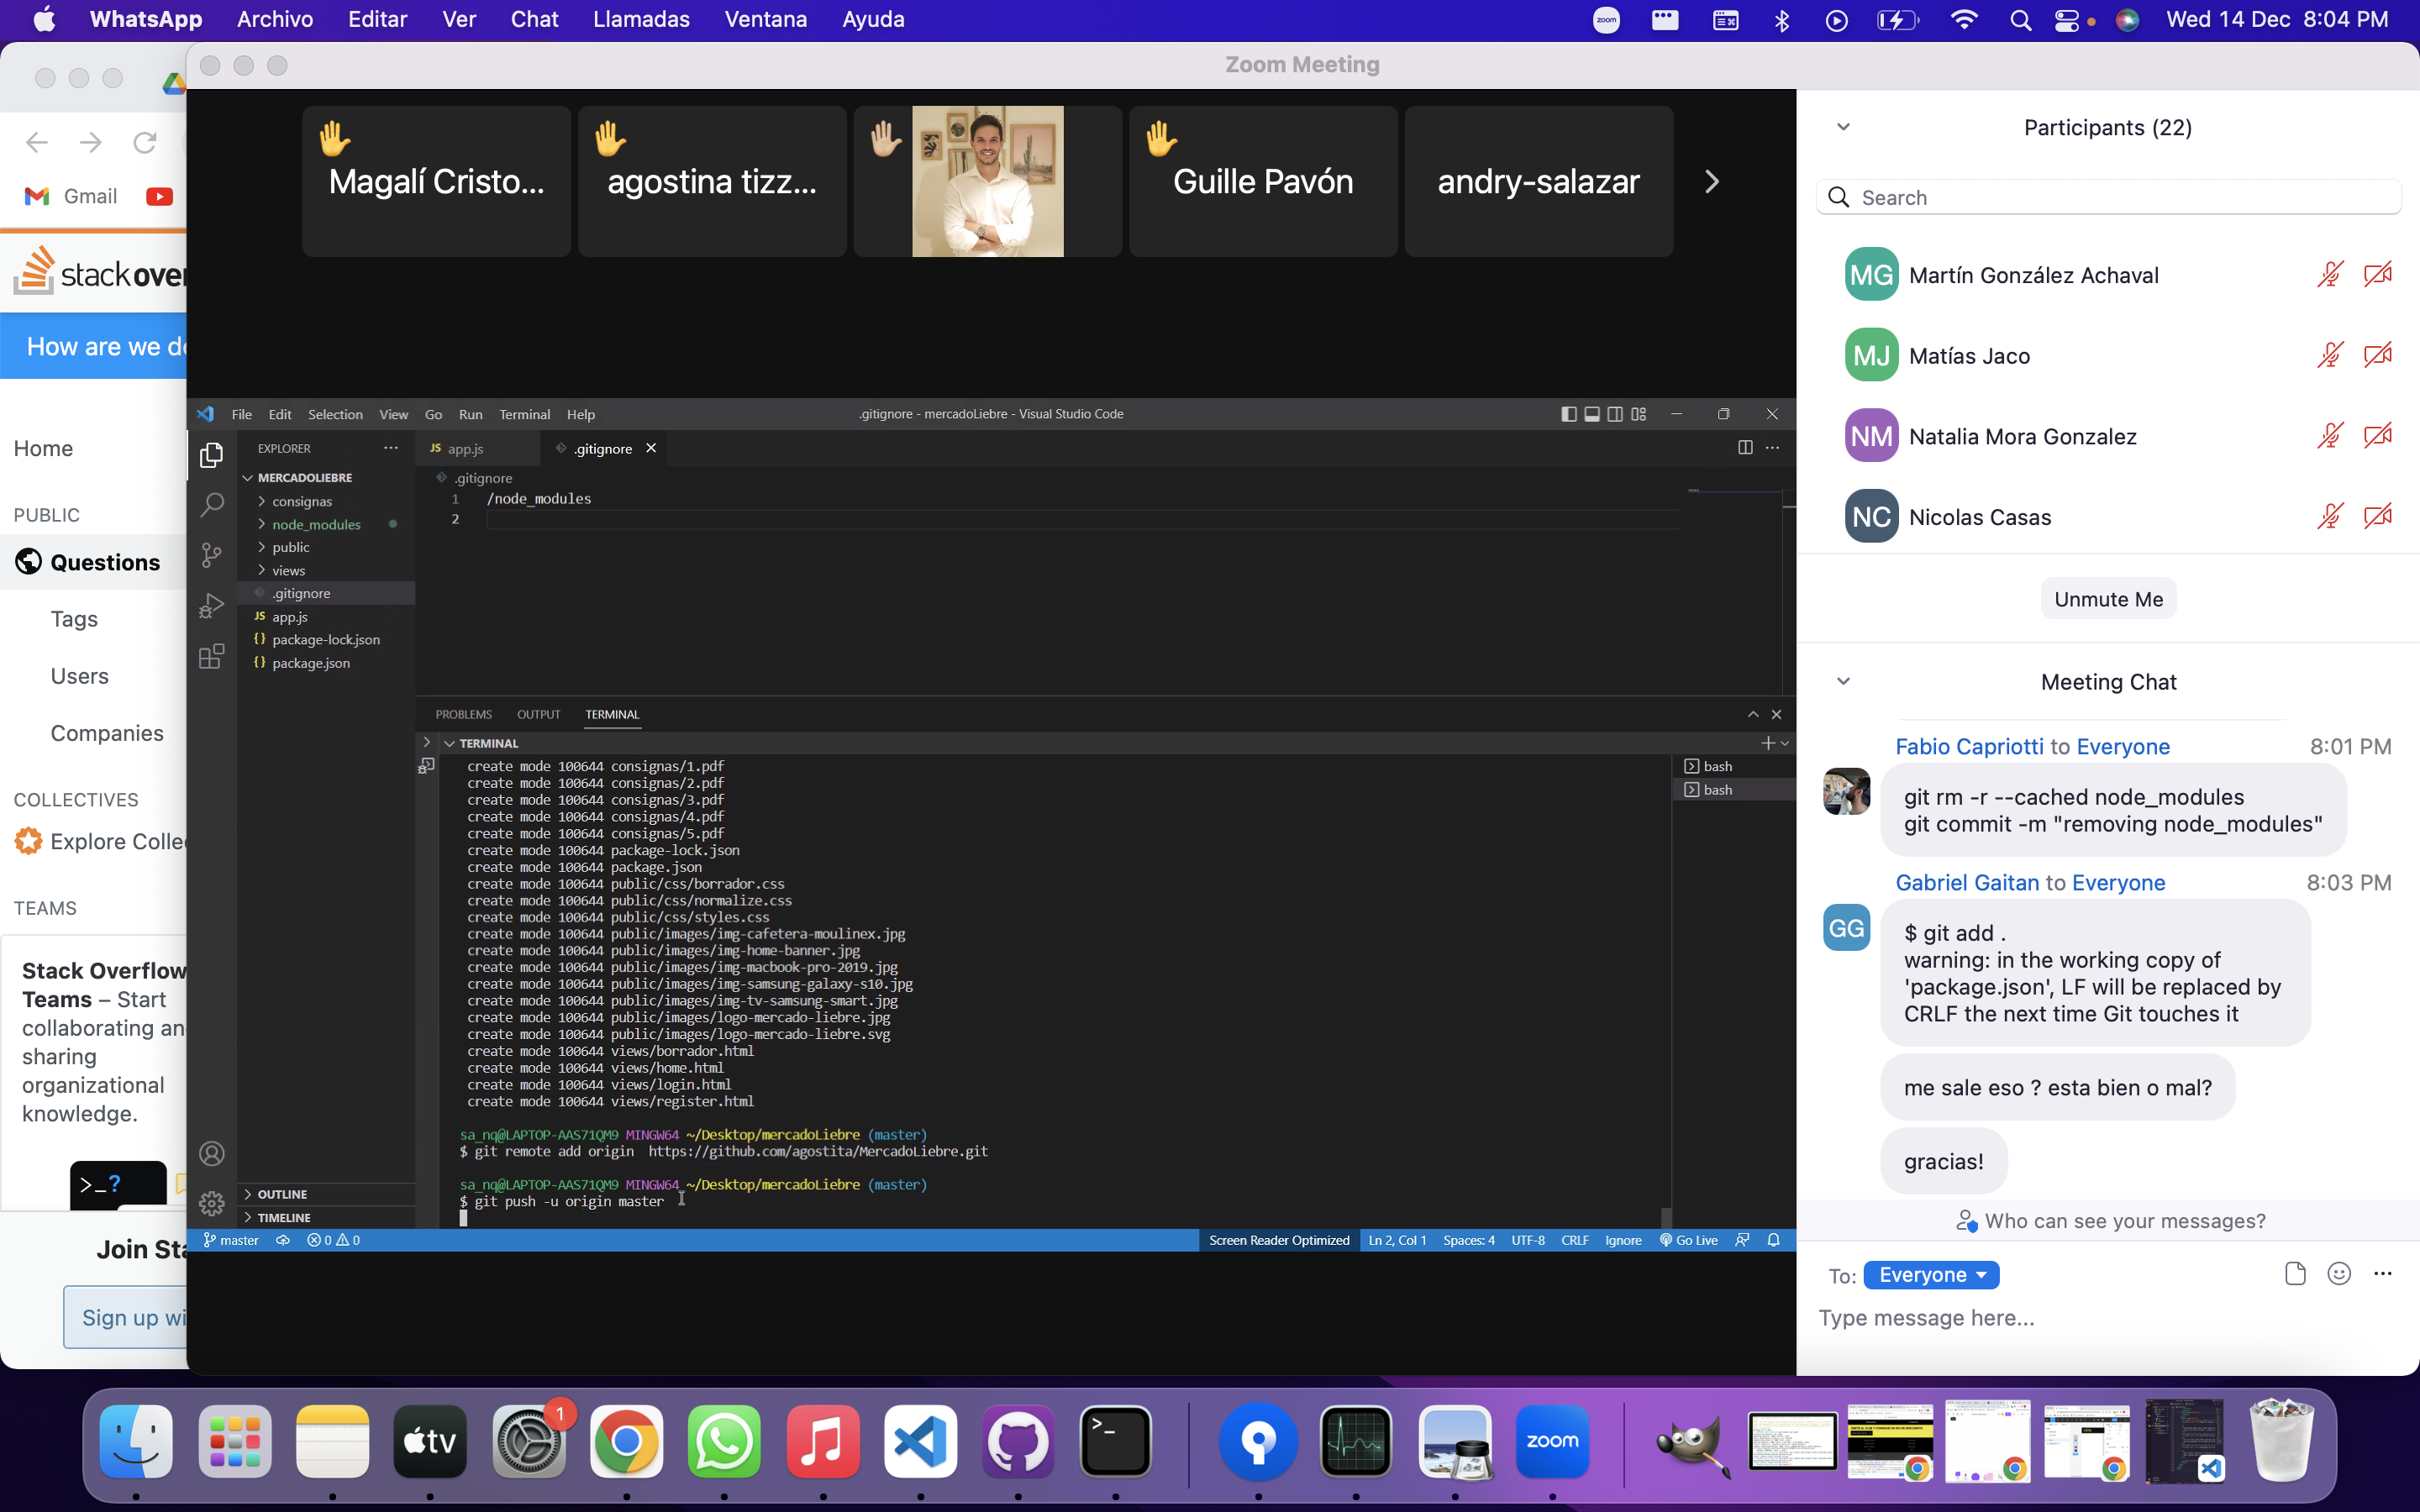 WhatsApp Archivo Editar Ver Chat Llamadas Ventana Ayuda
zoom
Wed 14 Dec 8:04 PM
Zoom Meeting
Gmail
stackover
How are we do
Home
PUBLIC
Questions
Tags
Users
Companies
COLLECTIVES
Explore Colle
TEAMS
Stack Overflow
Teams – Start
collaborating an
sharing
organizational
knowledge.
>_?
Join Sta
Sign up wi
Magalí Cristo...
agostina tizz...
Guille Pavón
andry-salazar
File Edit Selection View Go Run Terminal Help
.gitignore - mercadoLiebre - Visual Studio Code
EXPLORER
MERCADOLIEBRE
consignas
node_modules
public
views
.gitignore
JS app.js
{} package-lock.json
{} package.json
OUTLINE
TIMELINE
JS app.js
.gitignore
.gitignore
1 /node_modules
2
PROBLEMS OUTPUT TERMINAL
TERMINAL
create mode 100644 consignas/1.pdf
create mode 100644 consignas/2.pdf
create mode 100644 consignas/3.pdf
create mode 100644 consignas/4.pdf
create mode 100644 consignas/5.pdf
create mode 100644 package-lock.json
create mode 100644 package.json
create mode 100644 public/css/borrador.css
create mode 100644 public/css/normalize.css
create mode 100644 public/css/styles.css
create mode 100644 public/images/img-cafetera-moulinex.jpg
create mode 100644 public/images/img-home-banner.jpg
create mode 100644 public/images/img-macbook-pro-2019.jpg
create mode 100644 public/images/img-samsung-galaxy-s10.jpg
create mode 100644 public/images/img-tv-samsung-smart.jpg
create mode 100644 public/images/logo-mercado-liebre.jpg
create mode 100644 public/images/logo-mercado-liebre.svg
create mode 100644 views/borrador.html
create mode 100644 views/home.html
create mode 100644 views/login.html
create mode 100644 views/register.html
sa_nq@LAPTOP-AAS71QM9 MINGW64 ~/Desktop/mercadoLiebre (master)
$ git remote add origin https://github.com/agostita/MercadoLiebre.git
sa_nq@LAPTOP-AAS71QM9 MINGW64 ~/Desktop/mercadoLiebre (master)
$ git push -u origin master
bash
bash
master 0 0
Screen Reader Optimized Ln 2, Col 1 Spaces: 4 UTF-8 CRLF Ignore Go Live
Participants (22)
Search
MG Martín González Achaval
MJ Matías Jaco
NM Natalia Mora Gonzalez
NC Nicolas Casas
Unmute Me
Meeting Chat
Fabio Capriotti to Everyone 8:01 PM
git rm -r --cached node_modules
git commit -m "removing node_modules"
Gabriel Gaitan to Everyone 8:03 PM
GG
$ git add .
warning: in the working copy of
'package.json', LF will be replaced by
CRLF the next time Git touches it
me sale eso ? esta bien o mal?
gracias!
Who can see your messages?
To: Everyone
Type message here...
tv
1
>_
zoom